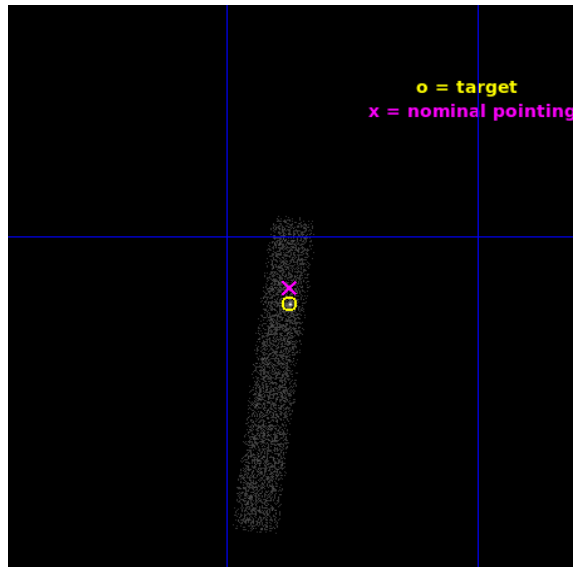 o = target
x = nominal pointing